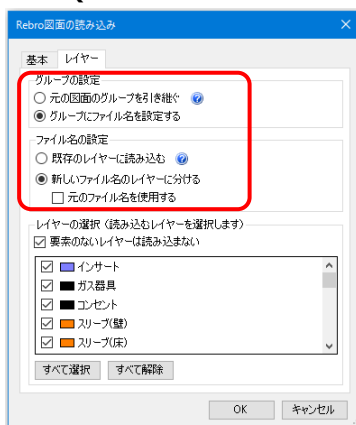 Rebro図面の読み込み
基本 レイヤー
グループの設定
元の図面のグループを引き継ぐ
グループにファイル名を設定する
ファイル名の設定
既存のレイヤーに読み込む
新しいファイル名のレイヤーに分ける
元のファイル名を使用する
レイヤーの選択（読み込むレイヤーを選択します）
要素のないレイヤーは読み込まない
インサート
ガス器具
コンセント
スリーブ(壁)
スリーブ(床)
すべて選択 すべて解除
OK キャンセル